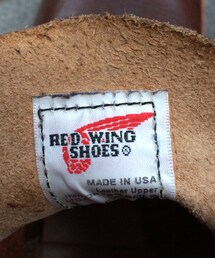 RED WING
SHOES®
MADE IN USA
Leather Upper